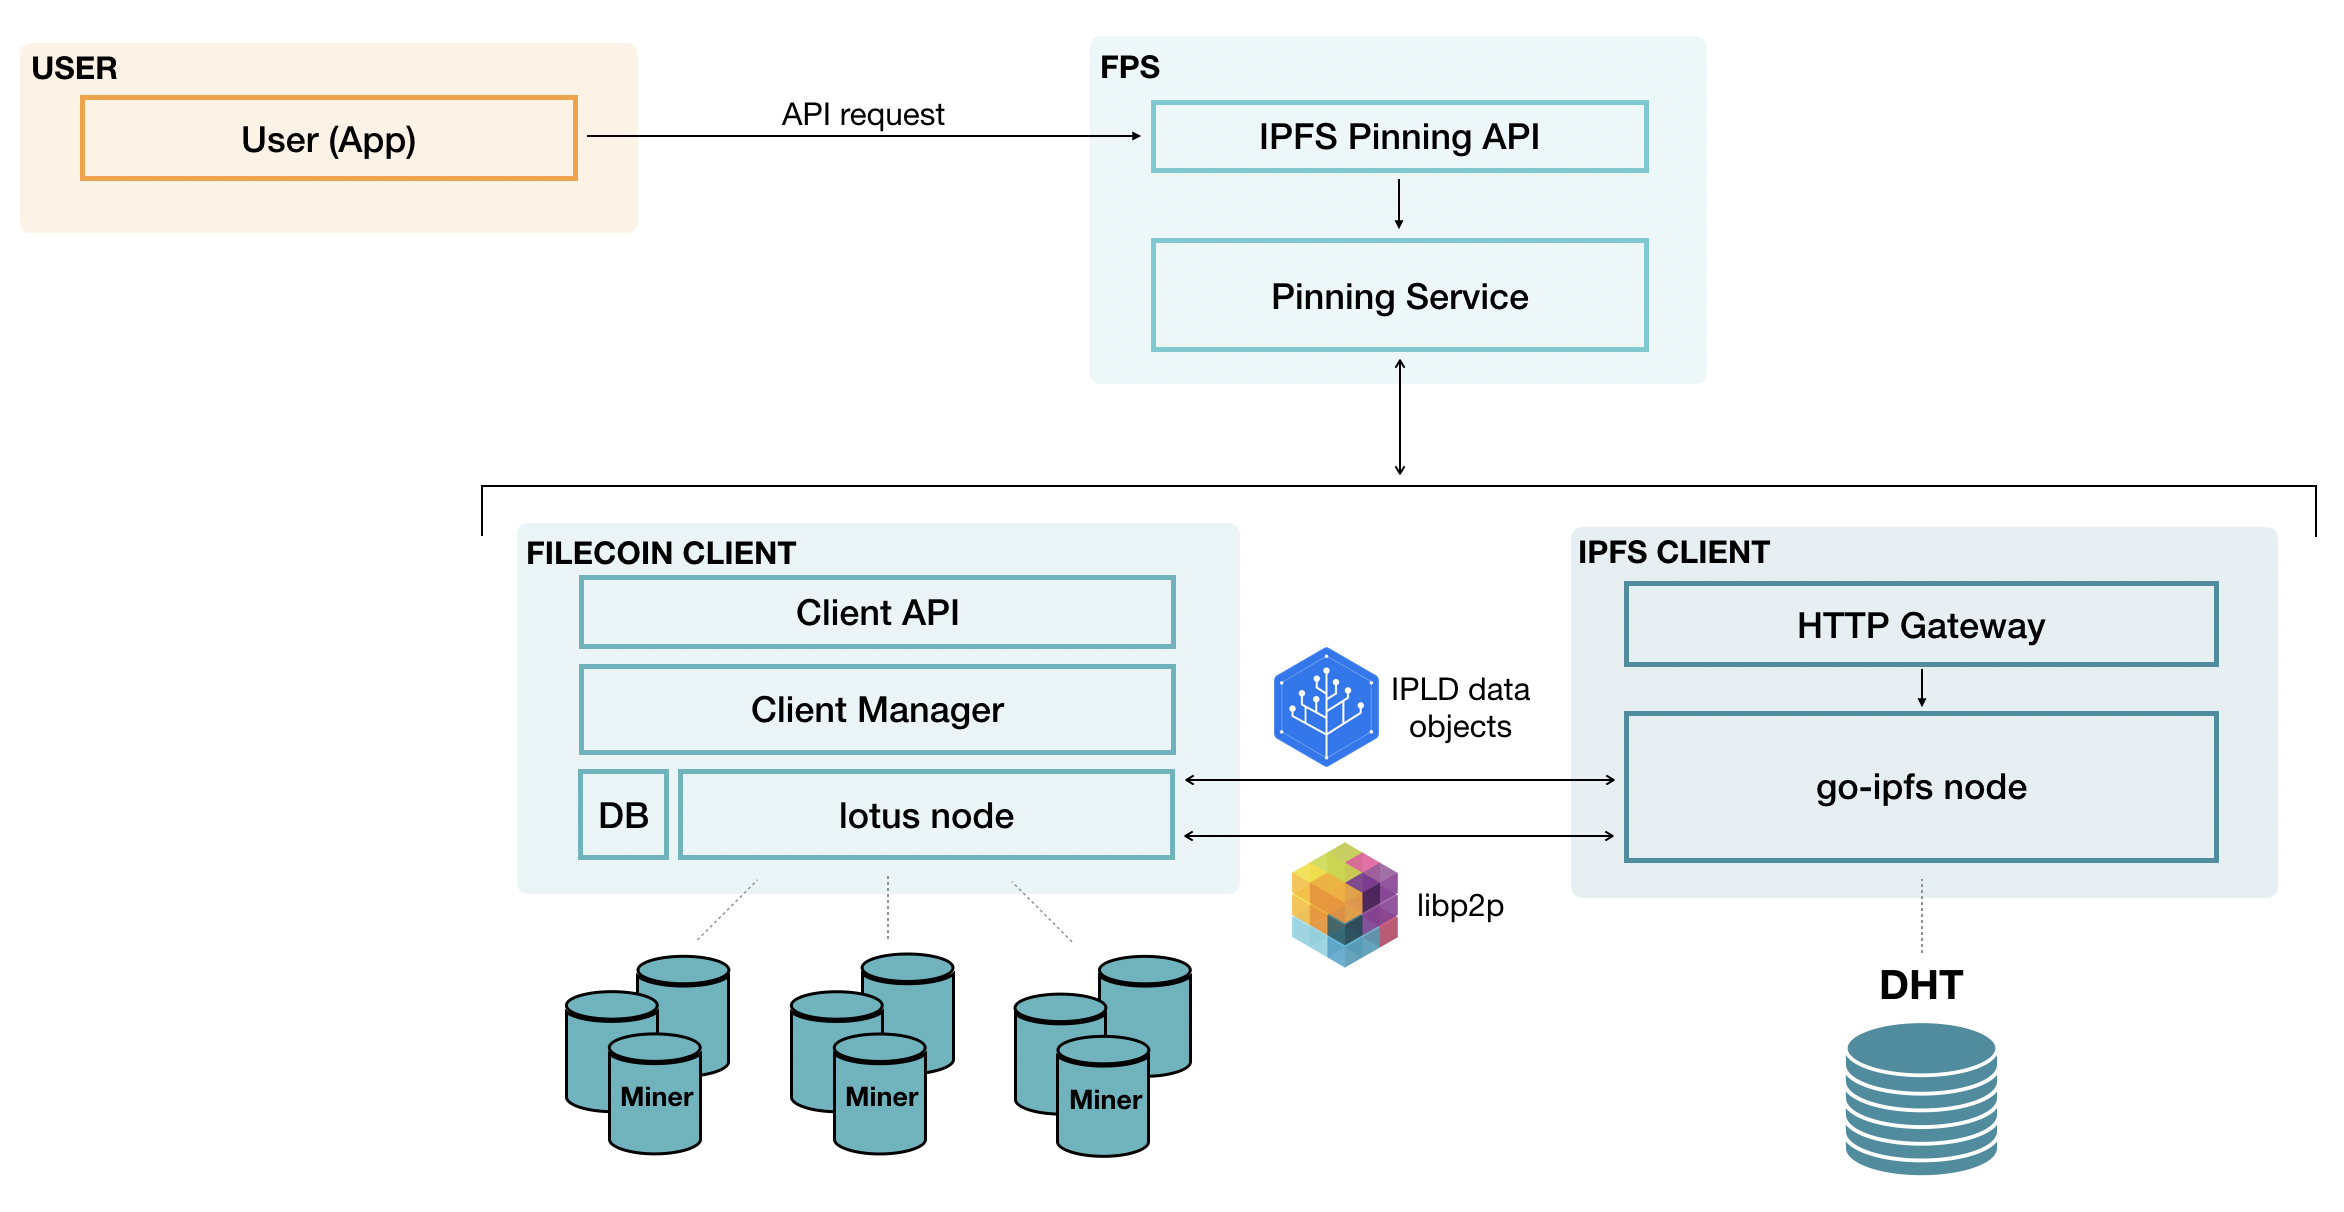 USER
User (App)
API request
FPS
IPFS Pinning API
Pinning Service
FILECOIN CLIENT
Client API
Client Manager
DB
lotus node
IPLD data
objects
libp2p
IPFS CLIENT
HTTP Gateway
go-ipfs node
Miner
Miner
Miner
DHT